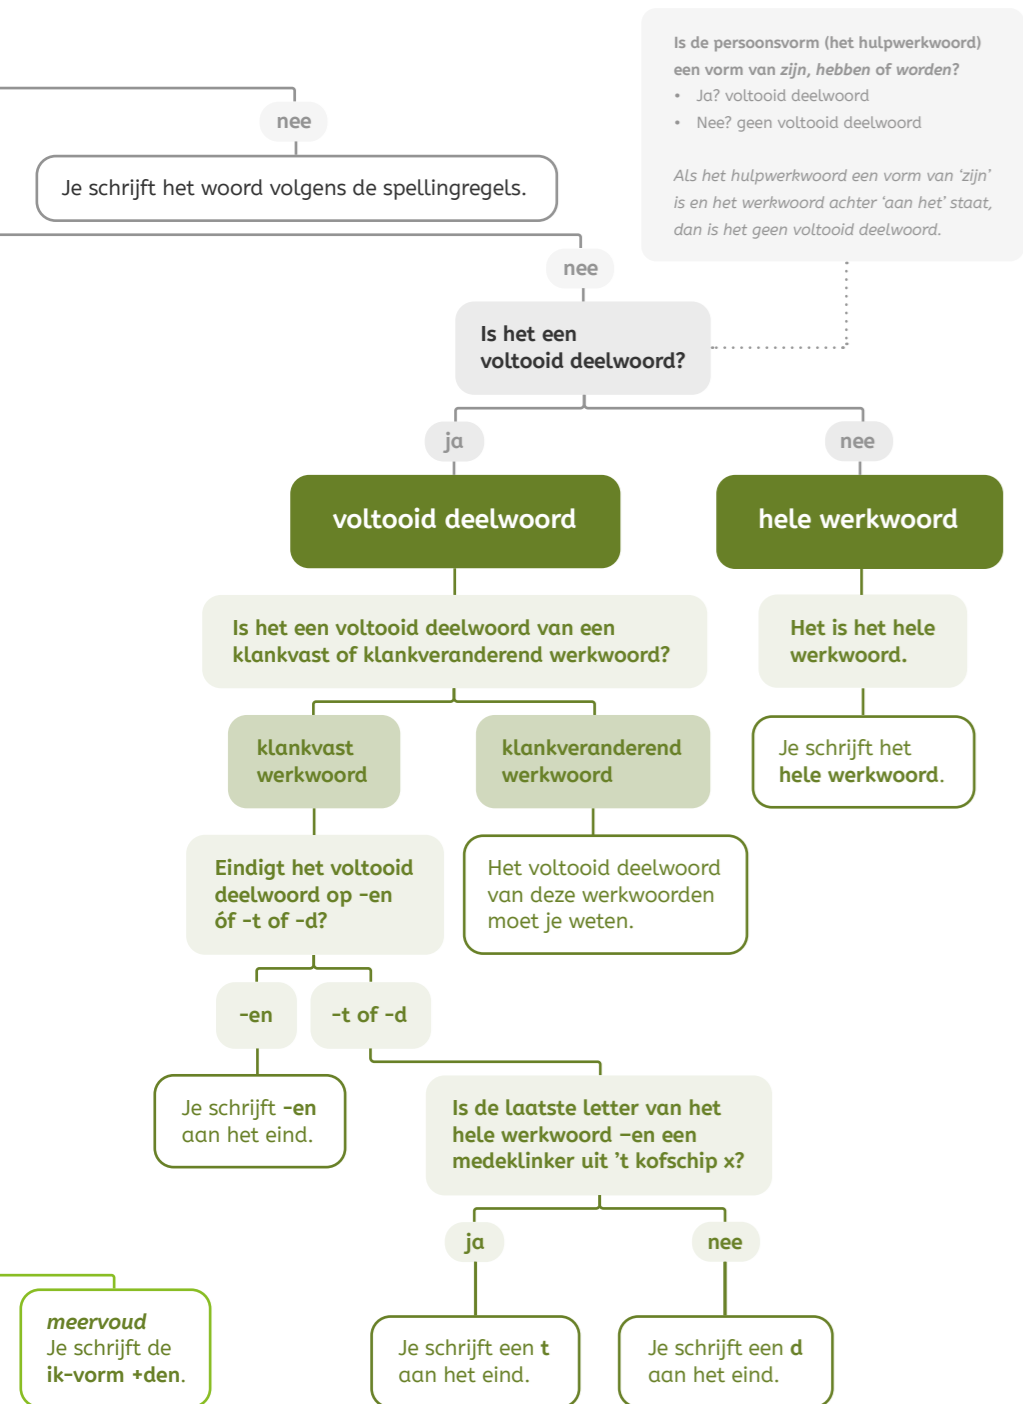 Is de persoonsvorm (het hulpwerkwoord)
een vorm van zijn, hebben of worden?
• Ja? voltooid deelwoord
• Nee? geen voltooid deelwoord
Als het hulpwerkwoord een vorm van ‘zijn’
is en het werkwoord achter ‘aan het’ staat,
dan is het geen voltooid deelwoord.
nee
Je schrijft het woord volgens de spellingregels.
nee
Is het een
voltooid deelwoord?
ja
nee
voltooid deelwoord
hele werkwoord
Is het een voltooid deelwoord van een
klankvast of klankveranderend werkwoord?
Het is het hele
werkwoord.
klankvast
werkwoord
klankveranderend
werkwoord
Je schrijft het
hele werkwoord.
Eindigt het voltooid
deelwoord op -en
óf -t of -d?
Het voltooid deelwoord
van deze werkwoorden
moet je weten.
-en
-t of -d
Je schrijft -en
aan het eind.
Is de laatste letter van het
hele werkwoord –en een
medeklinker uit ’t kofschip x?
ja
nee
meervoud
Je schrijft de
ik-vorm +den.
Je schrijft een t
aan het eind.
Je schrijft een d
aan het eind.